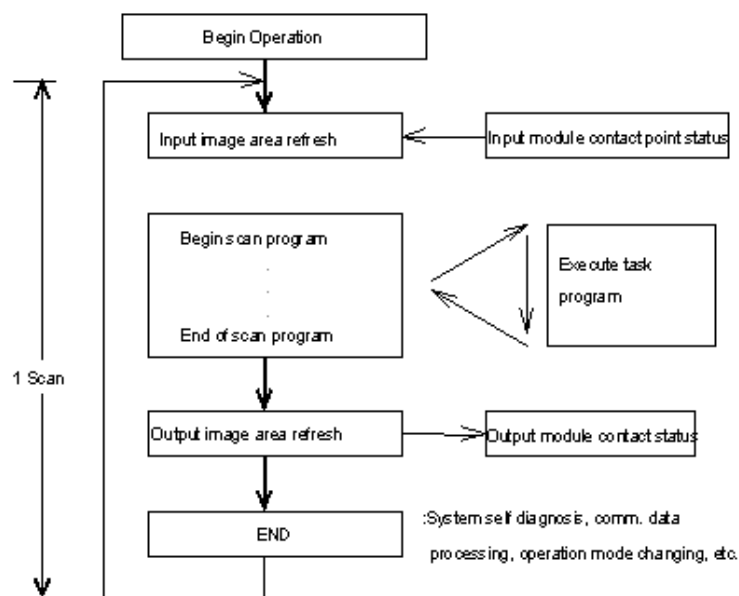 Begin Operation
Input image area refresh
Input module contact point status
Begin scan program
.
.
.
End of scan program
Execute task
program
1 Scan
Output image area refresh
Output module contact status
END
:System self diagnosis, comm. data
processing, operation mode changing, etc.